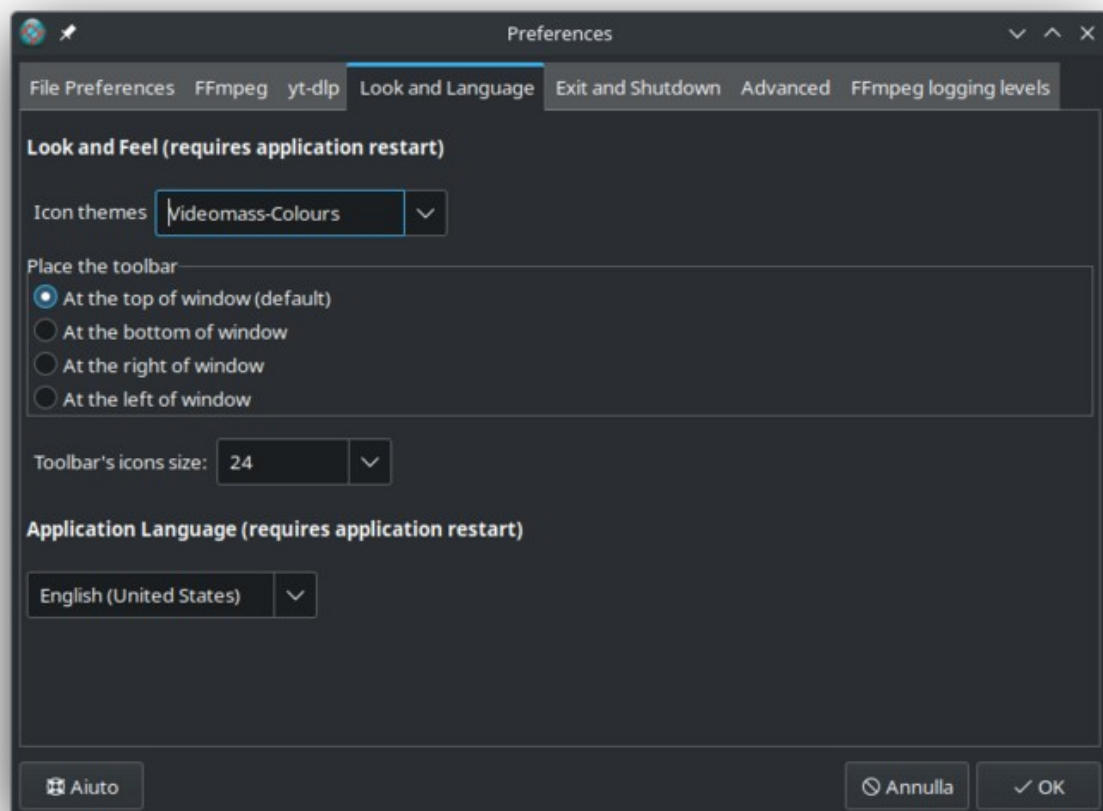 Preferences
File Preferences FFmpeg yt-dlp Look and Language Exit and Shutdown Advanced FFmpeg logging levels
Look and Feel (requires application restart)
Icon themes Videomass-Colours
Place the toolbar
At the top of window (default)
At the bottom of window
At the right of window
At the left of window
Toolbar's icons size: 24
Application Language (requires application restart)
English (United States)
Aiuto Annulla OK